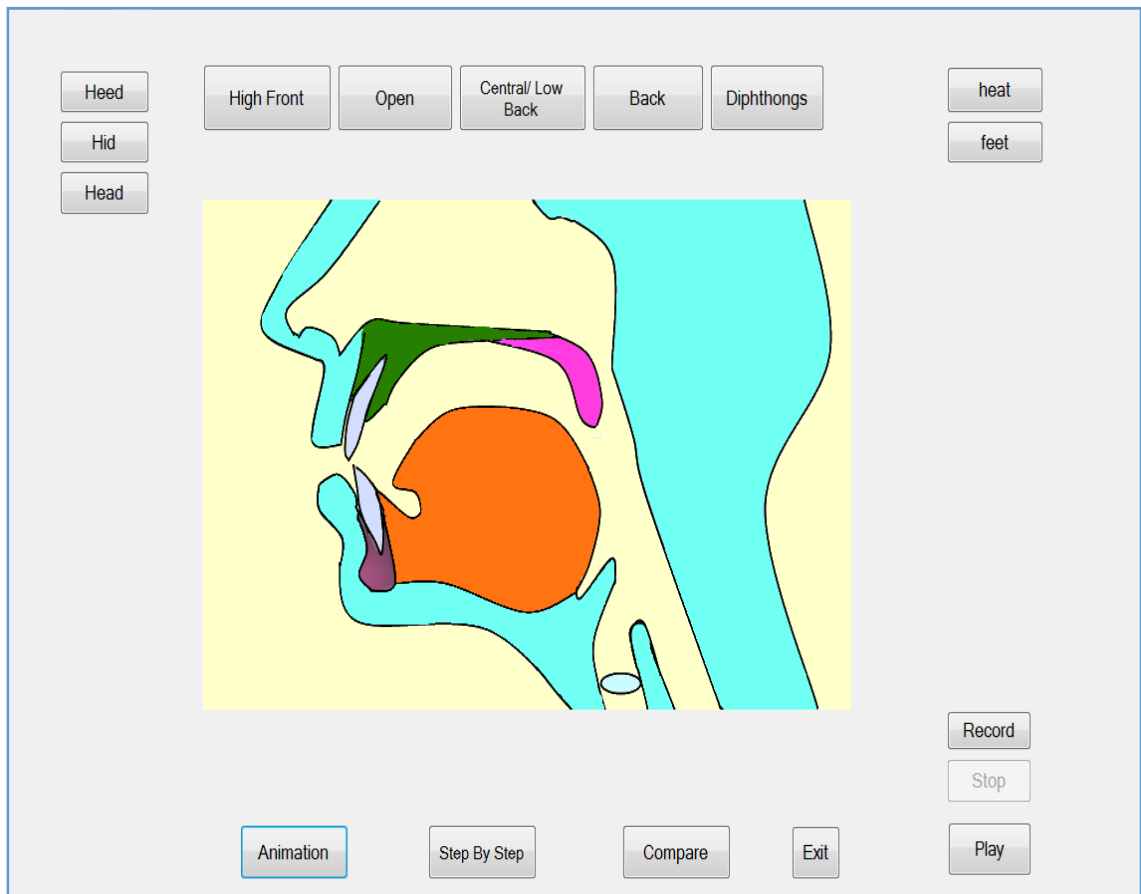 Heed
Hid
Head
High Front
Open
Central/ Low
Back
Back
Diphthongs
heat
feet
Record
Stop
Play
Animation
Step By Step
Compare
Exit